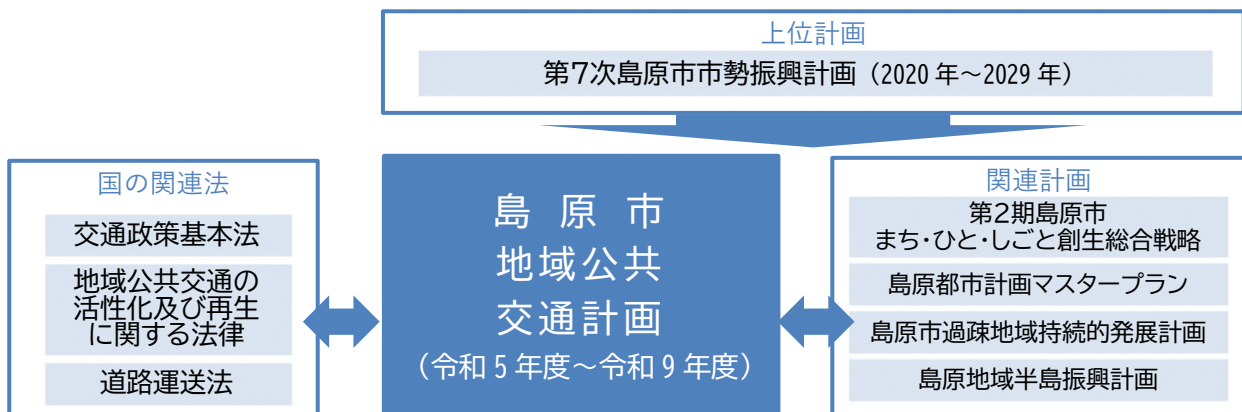 上位計画
第7次島原市市勢振興計画（2020年～2029年）
国の関連法
交通政策基本法
地域公共交通の
活性化及び再生
に関する法律
道路運送法
島原市
地域公共
交通計画
（令和5年度～令和9年度）
関連計画
第2期島原市
まち・ひと・しごと創生総合戦略
島原都市計画マスタープラン
島原市過疎地域持続的発展計画
島原地域半島振興計画